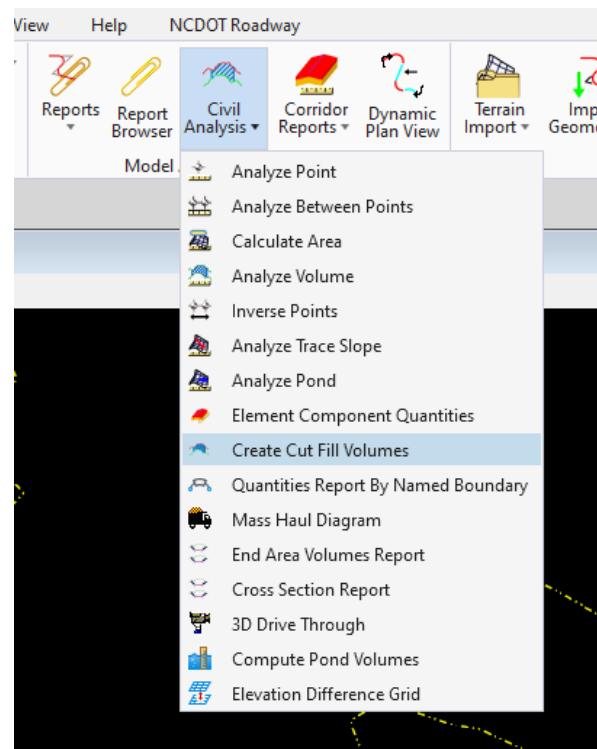 View Help NCDOT Roadway
Reports Report Browser Civil Analysis Corridor Reports Dynamic Plan View Terrain Import
Model
Analyze Point
Analyze Between Points
Calculate Area
Analyze Volume
Inverse Points
Analyze Trace Slope
Analyze Pond
Element Component Quantities
Create Cut Fill Volumes
Quantities Report By Named Boundary
Mass Haul Diagram
End Area Volumes Report
Cross Section Report
3D Drive Through
Compute Pond Volumes
Elevation Difference Grid